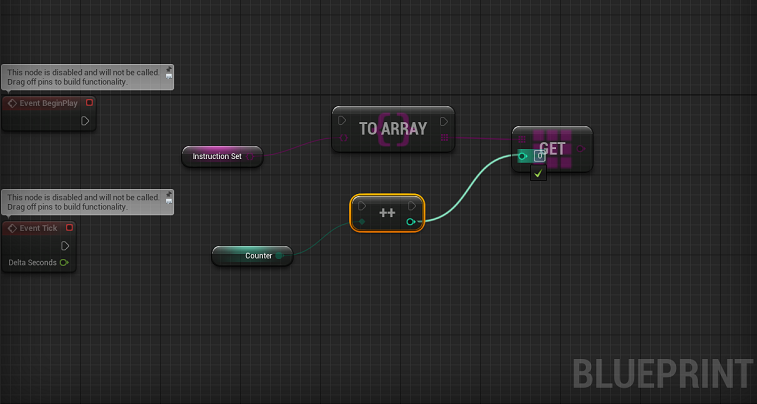 This node is disabled and will not be called.
Drag off pins to build functionality.
Event BeginPlay
Instruction Set
TO ARRAY
GET
0
This node is disabled and will not be called.
Drag off pins to build functionality.
Event Tick
Delta Seconds
++
Counter
BLUEPRINT